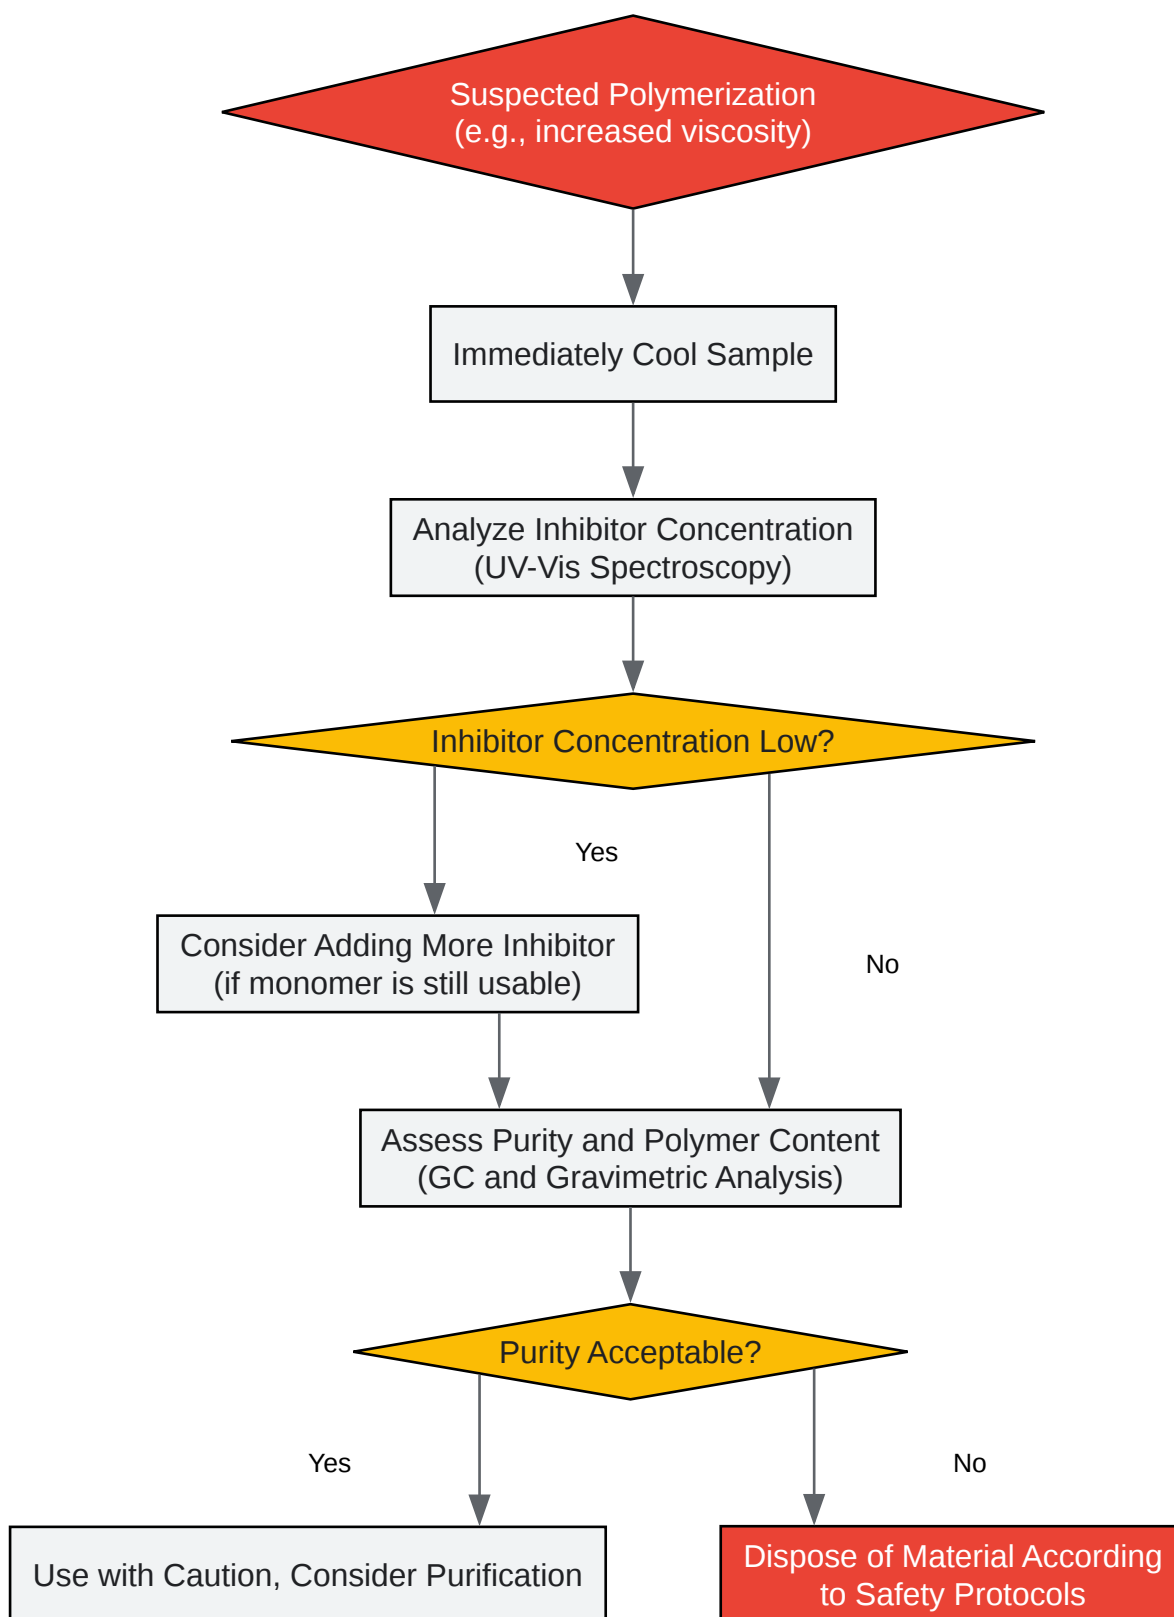 Suspected Polymerization
(e.g., increased viscosity)
Immediately Cool Sample
Analyze Inhibitor Concentration
(UV-Vis Spectroscopy)
Inhibitor Concentration Low?
Yes
Consider Adding More Inhibitor
(if monomer is still usable)
No
Assess Purity and Polymer Content
(GC and Gravimetric Analysis)
Purity Acceptable?
Yes
No
Use with Caution, Consider Purification
Dispose of Material According
to Safety Protocols